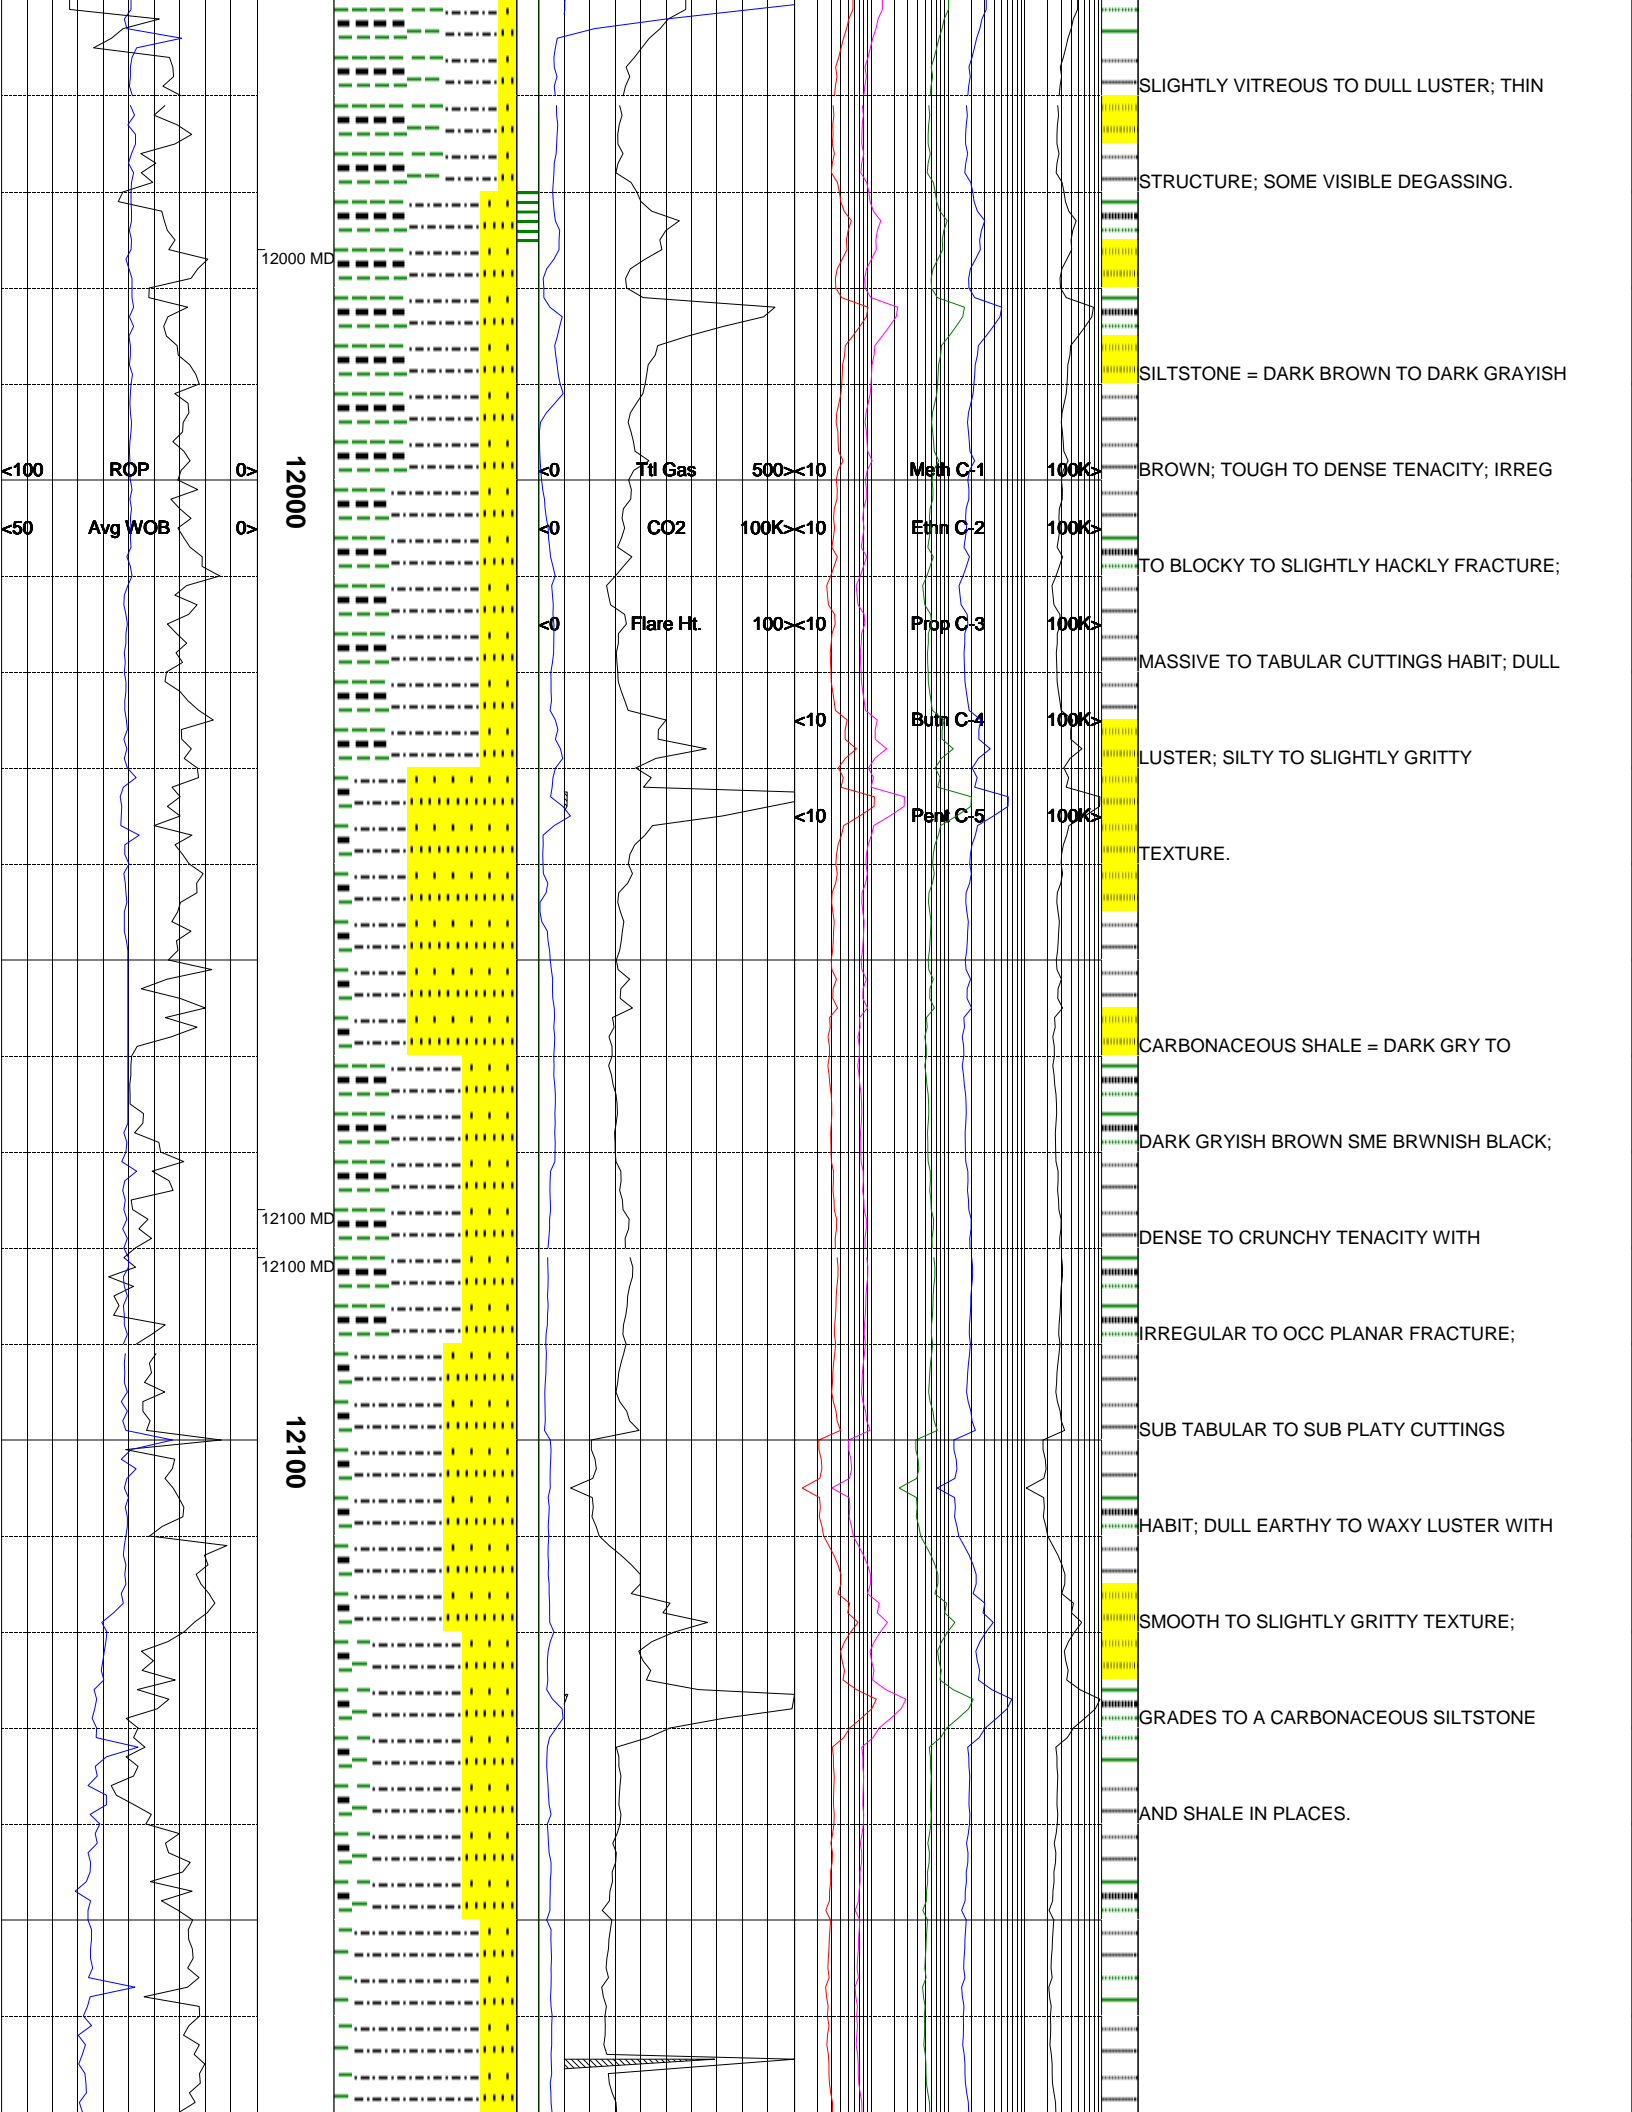 SLIGHTLY VITREOUS TO DULL LUSTER; THIN
STRUCTURE; SOME VISIBLE DEGASSING.
12000 MD
SILTSTONE = DARK BROWN TO DARK GRAYISH
<100 ROP 0> 12000 <0 Ttl Gas 500> <10 Meth C-1 100K> BROWN; TOUGH TO DENSE TENACITY; IRREG
<50 Avg WOB 0> <0 CO2 100K> <10 Ethn C-2 100K>
TO BLOCKY TO SLIGHTLY HACKLY FRACTURE;
<0 Flare Ht. 100> <10 Prop C-3 100K>
MASSIVE TO TABULAR CUTTINGS HABIT; DULL
<10 Butn C-4 100K>
LUSTER; SILTY TO SLIGHTLY GRITTY
<10 Pent C-5 100K>
TEXTURE.
CARBONACEOUS SHALE = DARK GRY TO
DARK GRYISH BROWN SME BRWNISH BLACK;
12100 MD
DENSE TO CRUNCHY TENACITY WITH
12100 MD
IRREGULAR TO OCC PLANAR FRACTURE;
12100 SUB TABULAR TO SUB PLATY CUTTINGS
HABIT; DULL EARTHY TO WAXY LUSTER WITH
SMOOTH TO SLIGHTLY GRITTY TEXTURE;
GRADES TO A CARBONACEOUS SILTSTONE
AND SHALE IN PLACES.